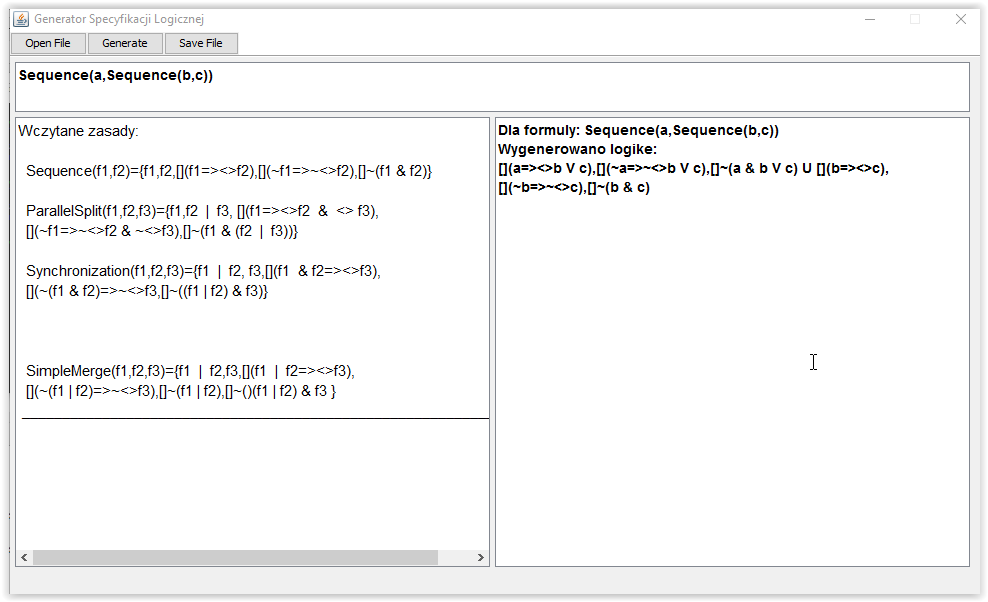 Generator Specyfikacji Logicznej
Open File Generate Save File
Sequence(a,Sequence(b,c))
Wczytane zasady:
Sequence(f1,f2)={f1,f2,[](f1=><>f2),[](~f1=>~<>f2),[]~(f1 & f2)}
ParallelSplit(f1,f2,f3)={f1,f2 | f3, [](f1=><>f2 & <> f3),
[](~f1=>~<>f2 & ~<>f3),[]~(f1 & (f2 | f3))}
Synchronization(f1,f2,f3)={f1 | f2, f3,[](f1 & f2=><>f3),
[](~(f1 & f2)=>~<>f3,[]~((f1 | f2) & f3)}
SimpleMerge(f1,f2,f3)={f1 | f2,f3,[](f1 | f2=><>f3),
[](~(f1 | f2)=>~<>f3),[]~(f1 | f2),[]~()(f1 | f2) & f3 }
Dla formuly: Sequence(a,Sequence(b,c))
Wygenerowano logike:
[](a=><>b V c),[](~a=>~<>b V c),[]~(a & b V c) U [](b=><>c),
[](~b=>~<>c),[]~(b & c)